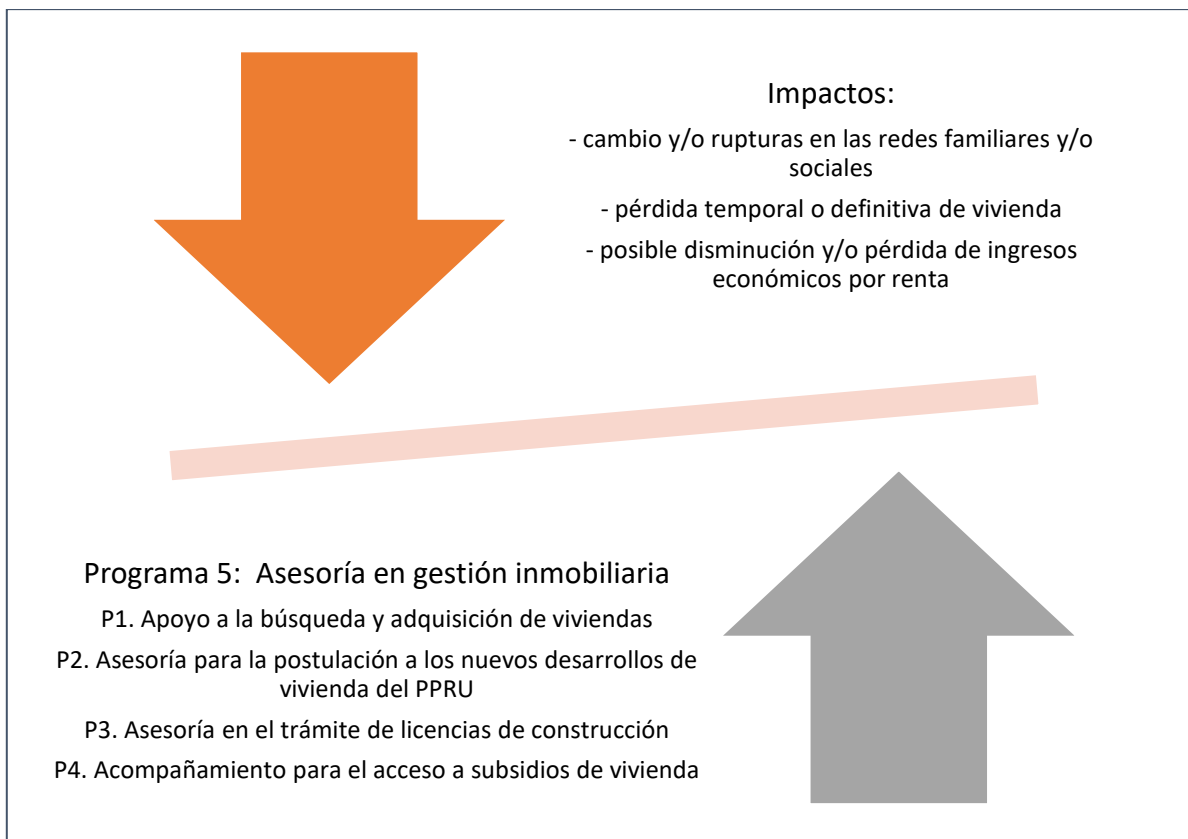 Impactos:
- cambio y/o rupturas en las redes familiares y/o
sociales
- pérdida temporal o definitiva de vivienda
- posible disminución y/o pérdida de ingresos
económicos por renta
Programa 5: Asesoría en gestión inmobiliaria
P1. Apoyo a la búsqueda y adquisición de viviendas
P2. Asesoría para la postulación a los nuevos desarrollos de
vivienda del PPRU
P3. Asesoría en el trámite de licencias de construcción
P4. Acompañamiento para el acceso a subsidios de vivienda